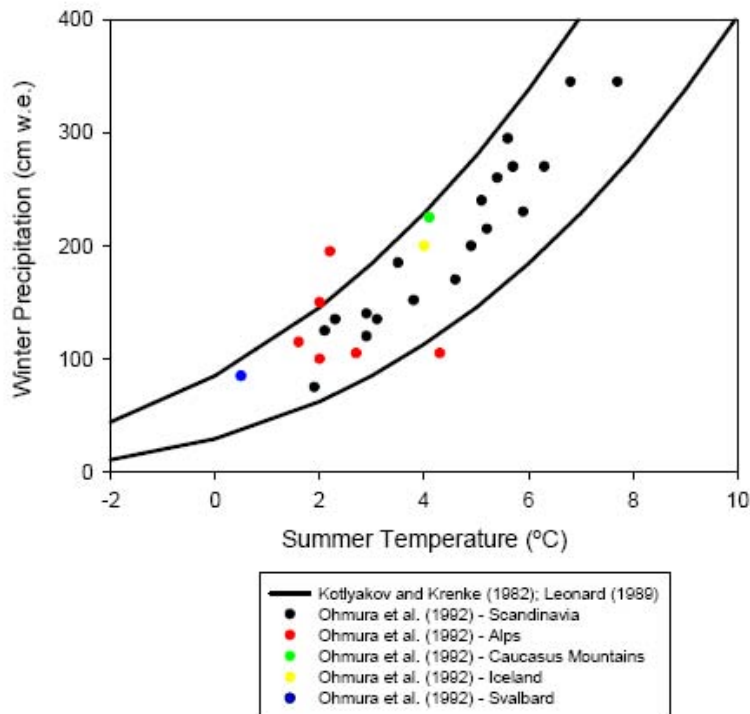 400
300
200
100
0
Winter Precipitation (cm w.e.)
-2 0 2 4 6 8 10
Summer Temperature (ºC)
Kotlyakov and Krenke (1982); Leonard (1989)
Ohmura et al. (1992) - Scandinavia
Ohmura et al. (1992) - Alps
Ohmura et al. (1992) - Caucasus Mountains
Ohmura et al. (1992) - Iceland
Ohmura et al. (1992) - Svalbard